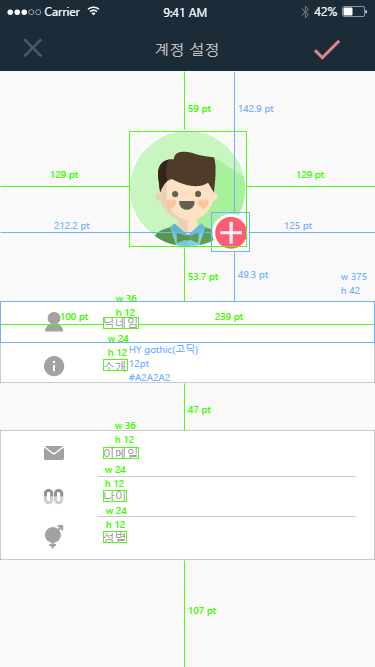 Carrier 9:41 AM 42%
계정 설정
59 pt
142.9 pt
129 pt 129 pt
212.2 pt 125 pt
53.7 pt 49.3 pt
w 375
h 42
w 36
h 12
100 pt 239 pt
닉네임
w 24
h 12 HY gothic(고딕)
소개 12pt
#A2A2A2
47 pt
w 36
h 12
이메일
w 24
h 12
나이
w 24
h 12
성별
107 pt